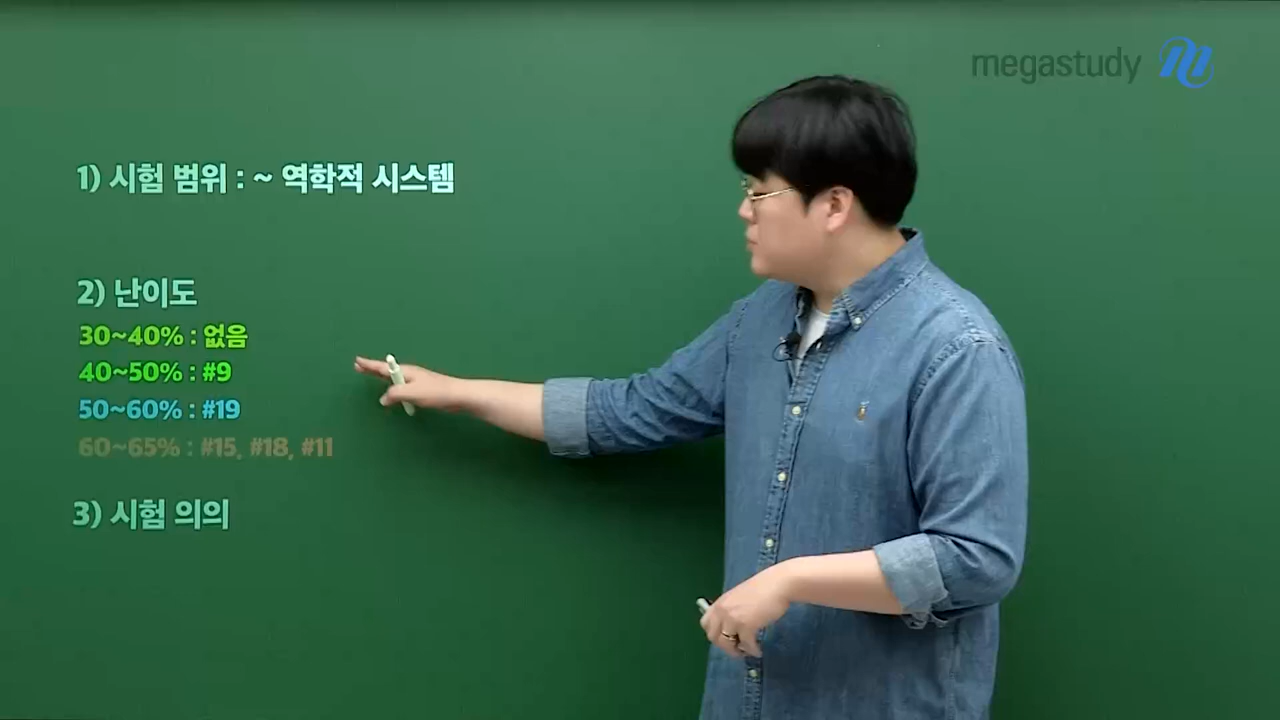 megastudy
1) 시험 범위 : ~ 역학적 시스템
2) 난이도
30~40% : 없음
40~50% : #9
50~60% : #19
60~65% : #15, #18, #11
3) 시험 의의